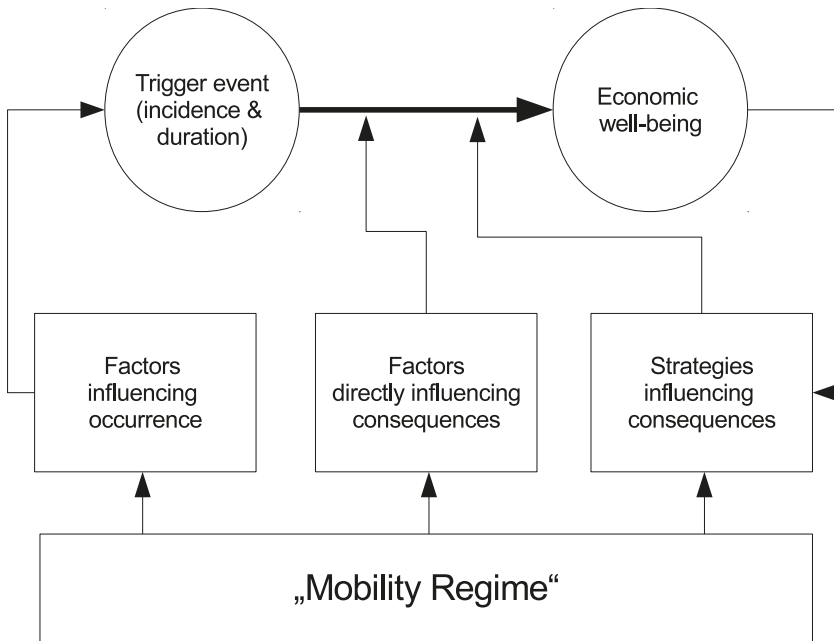 Trigger event
(incidence &
duration)
Economic
well-being
Factors
influencing
occurrence
Factors
directly influencing
consequences
Strategies
influencing
consequences
„Mobility Regime“